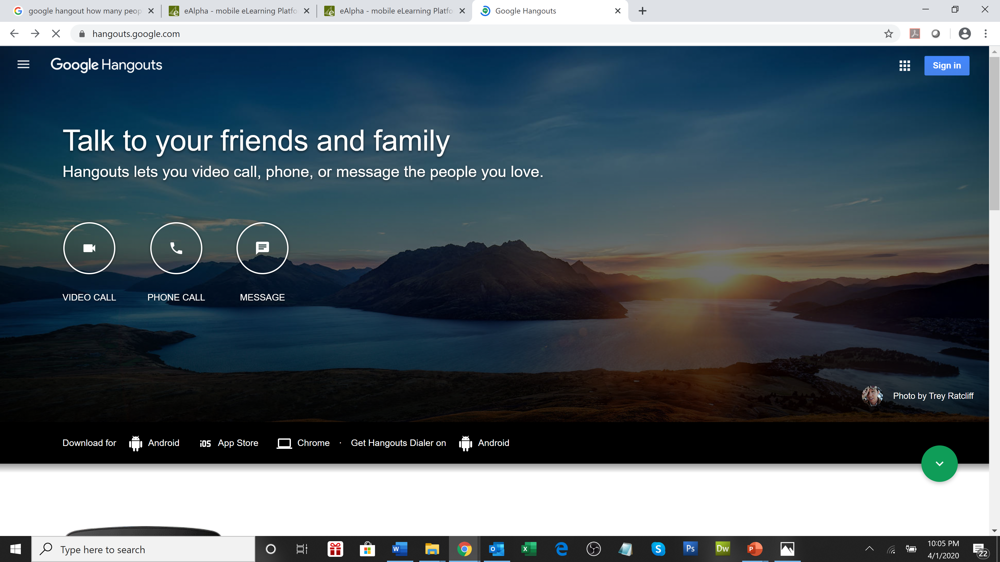 google hangout how many peop
eAlpha - mobile eLearning Platfo
eAlpha - mobile eLearning Platfo
Google Hangouts
hangouts.google.com
Google Hangouts
Sign in
Talk to your friends and family
Hangouts lets you video call, phone, or message the people you love.
VIDEO CALL PHONE CALL MESSAGE
Photo by Trey Ratcliff
Download for Android iOS App Store Chrome · Get Hangouts Dialer on Android
Type here to search
W
O
X
S
Ps
Dw
P
10:05 PM
4/1/2020
22